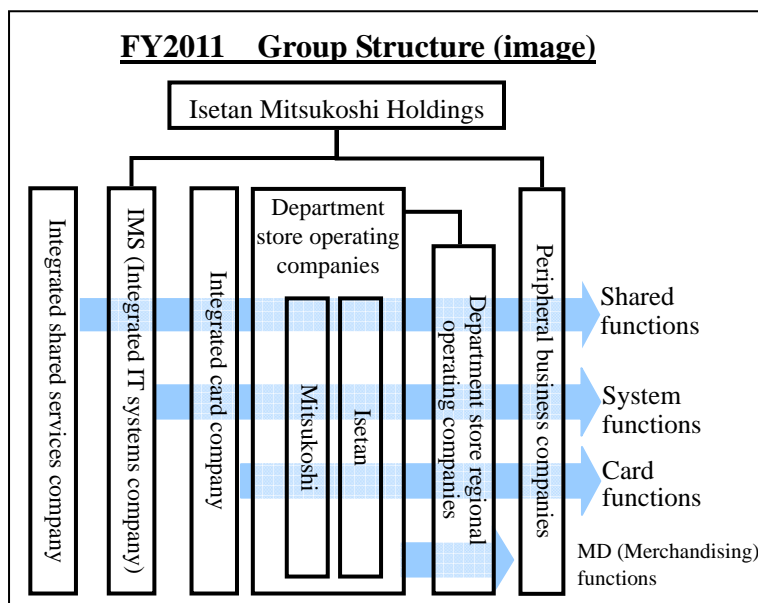 FY2011 Group Structure (image)
Isetan Mitsukoshi Holdings
Integrated shared services company
IMS (Integrated IT systems company)
Integrated card company
Department
store operating
companies
Mitsukoshi
Isetan
Department store regional
operating companies
Peripheral business companies
Shared
functions
System
functions
Card
functions
MD (Merchandising)
functions